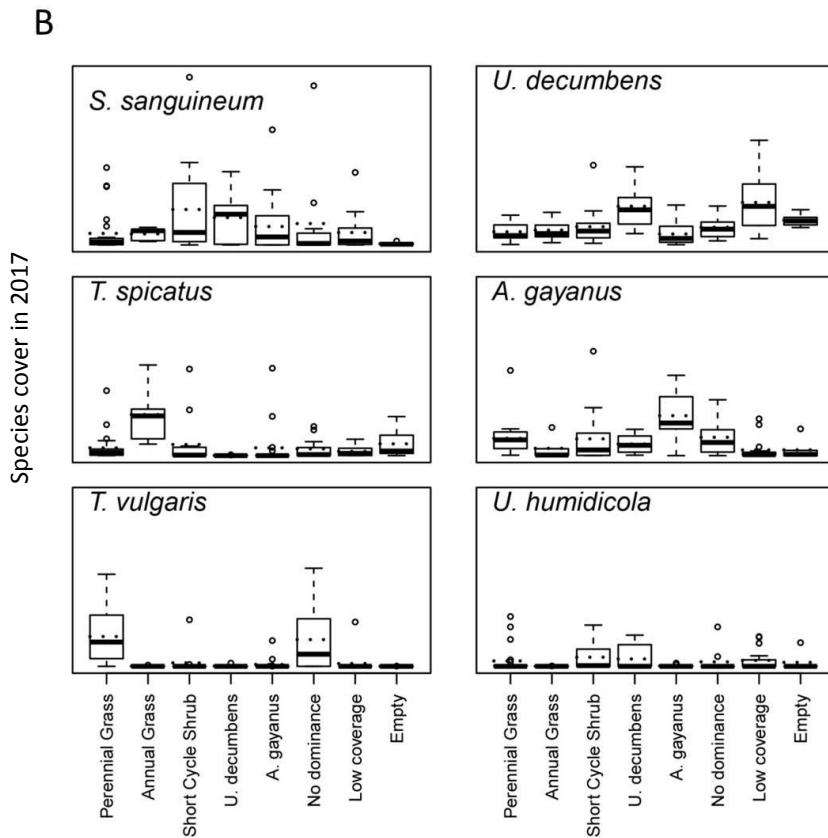 B
Species cover in 2017
S. sanguineum
U. decumbens
T. spicatus
A. gayanus
T. vulgaris
U. humidicola
Perennial Grass
Annual Grass
Short Cycle Shrub
U. decumbens
A. gayanus
No dominance
Low coverage
Empty
Perennial Grass
Annual Grass
Short Cycle Shrub
U. decumbens
A. gayanus
No dominance
Low coverage
Empty